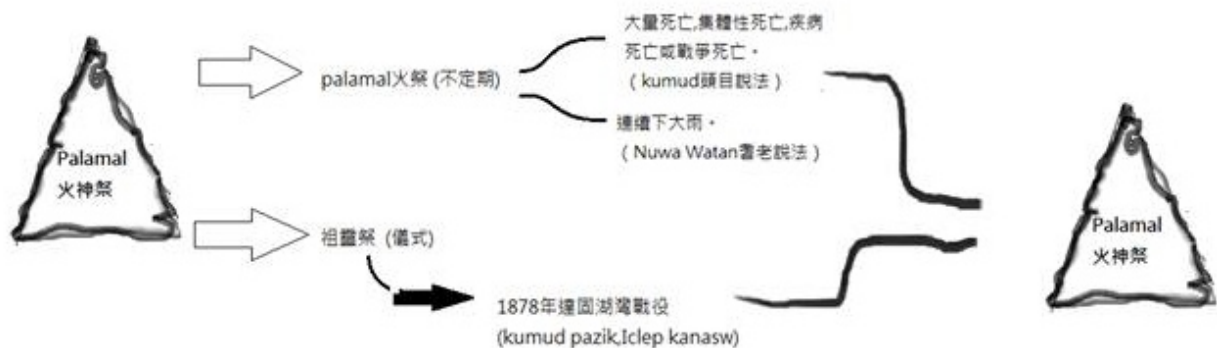 Palamal
火神祭
palamal火祭 (不定期)
大量死亡,集體性死亡,疾病
死亡或戰爭死亡。
（kumud頭目說法）
連續下大雨。
（Nuwa Watan耆老說法）
祖靈祭 (儀式)
1878年達固湖灣戰役
(kumud pazik,Iclep kanasw)
Palamal
火神祭